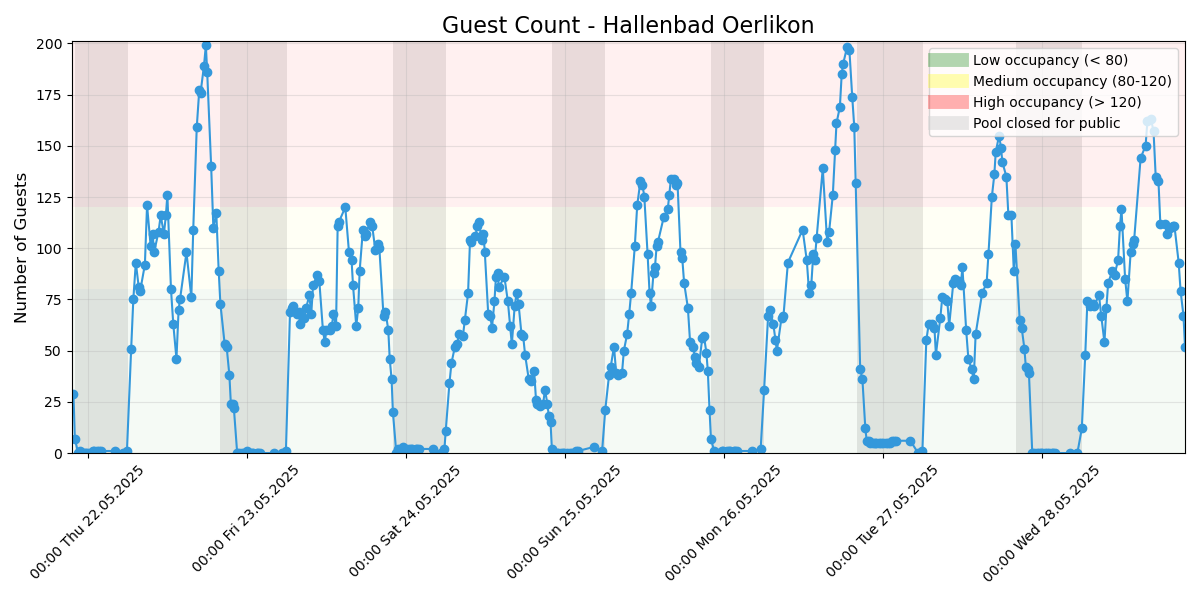 Guest Count - Hallenbad Oerlikon
Number of Guests
200
175
150
125
100
75
50
25
0
Low occupancy (< 80)
Medium occupancy (80-120)
High occupancy (> 120)
Pool closed for public
00:00 Thu 22.05.2025
00:00 Fri 23.05.2025
00:00 Sat 24.05.2025
00:00 Sun 25.05.2025
00:00 Mon 26.05.2025
00:00 Tue 27.05.2025
00:00 Wed 28.05.2025